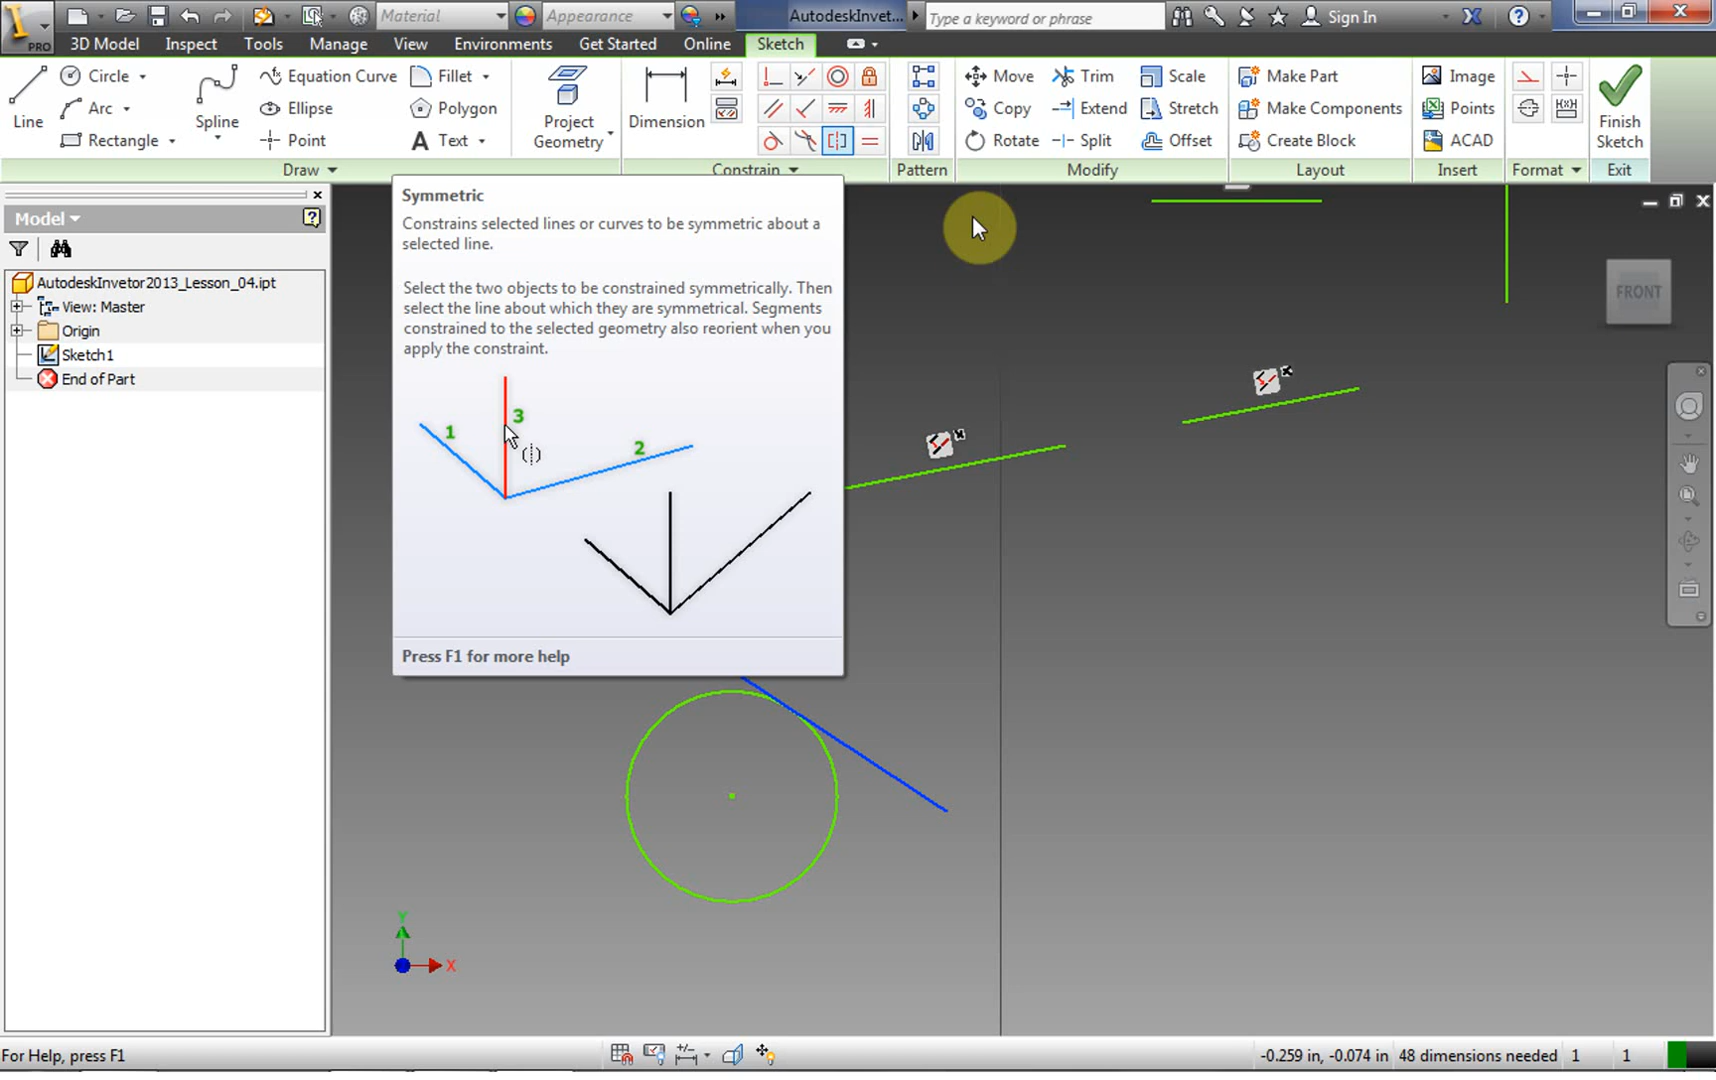 PRO
Material
Appearance
AutodeskInvet...
Type a keyword or phrase
Sign In
3D Model
Inspect
Tools
Manage
View
Environments
Get Started
Online
Sketch
Line
Circle
Arc
Rectangle
Spline
Equation Curve
Ellipse
Point
Fillet
Polygon
Text
Project
Geometry
Dimension
Move
Copy
Rotate
Trim
Extend
Split
Scale
Stretch
Offset
Make Part
Make Components
Create Block
Image
Points
ACAD
Finish
Sketch
Draw
Constrain
Pattern
Modify
Layout
Insert
Format
Exit
Model
AutodeskInvetor2013_Lesson_04.ipt
View: Master
Origin
Sketch1
End of Part
Symmetric
Constrains selected lines or curves to be symmetric about a
selected line.
Select the two objects to be constrained symmetrically. Then
select the line about which they are symmetrical. Segments
constrained to the selected geometry also reorient when you
apply the constraint.
1
2
3
Press F1 for more help
FRONT
Y
X
For Help, press F1
-0.259 in, -0.074 in
48 dimensions needed
1
1